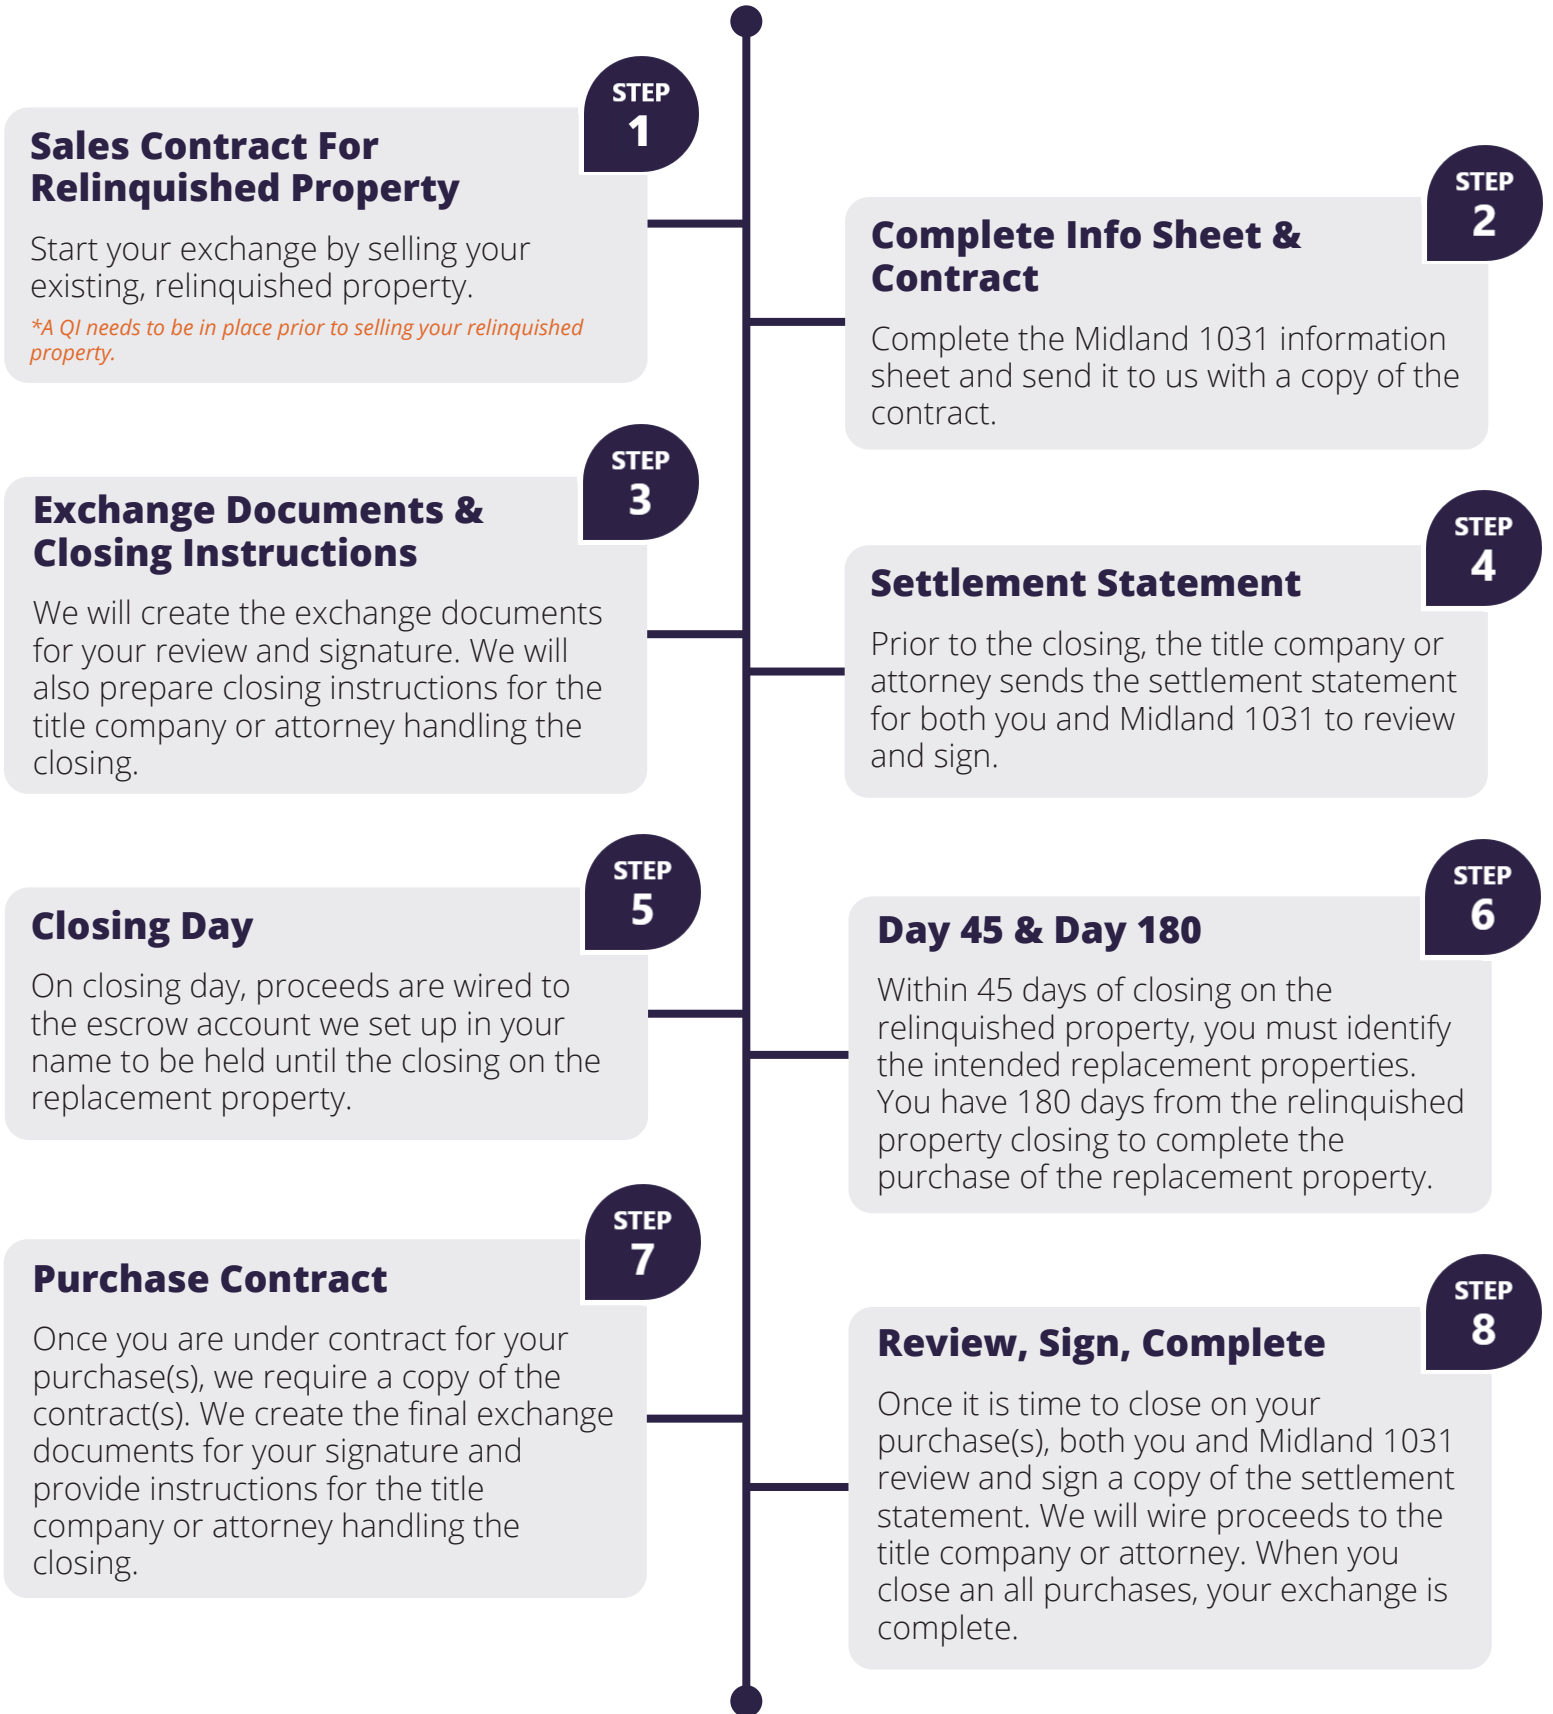 STEP
1
Sales Contract For
Relinquished Property
Start your exchange by selling your
existing, relinquished property.
*A QI needs to be in place prior to selling your relinquished
property.
STEP
2
Complete Info Sheet &
Contract
Complete the Midland 1031 information
sheet and send it to us with a copy of the
contract.
STEP
3
Exchange Documents &
Closing Instructions
We will create the exchange documents
for your review and signature. We will
also prepare closing instructions for the
title company or attorney handling the
closing.
STEP
4
Settlement Statement
Prior to the closing, the title company or
attorney sends the settlement statement
for both you and Midland 1031 to review
and sign.
STEP
5
Closing Day
On closing day, proceeds are wired to
the escrow account we set up in your
name to be held until the closing on the
replacement property.
STEP
6
Day 45 & Day 180
Within 45 days of closing on the
relinquished property, you must identify
the intended replacement properties.
You have 180 days from the relinquished
property closing to complete the
purchase of the replacement property.
STEP
7
Purchase Contract
Once you are under contract for your
purchase(s), we require a copy of the
contract(s). We create the final exchange
documents for your signature and
provide instructions for the title
company or attorney handling the
closing.
STEP
8
Review, Sign, Complete
Once it is time to close on your
purchase(s), both you and Midland 1031
review and sign a copy of the settlement
statement. We will wire proceeds to the
title company or attorney. When you
close an all purchases, your exchange is
complete.